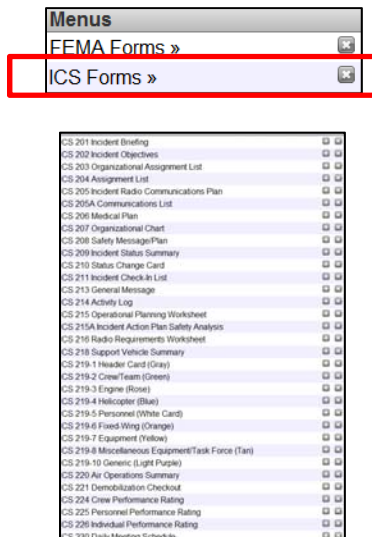 Menus
FEMA Forms »
ICS Forms »
CS 201 Incident Briefing
CS 202 Incident Objectives
CS 203 Organizational Assignment List
CS 204 Assignment List
CS 205 Incident Radio Communications Plan
CS 205A Communications List
CS 206 Medical Plan
CS 207 Organizational Chart
CS 208 Safety Message/Plan
CS 209 Incident Status Summary
CS 210 Status Change Card
CS 211 Incident Check-In List
CS 213 General Message
CS 214 Activity Log
CS 215 Operational Planning Worksheet
CS 215A Incident Action Plan Safety Analysis
CS 216 Radio Requirements Worksheet
CS 218 Support Vehicle Summary
CS 219-1 Header Card (Gray)
CS 219-2 Crew/Team (Green)
CS 219-3 Engine (Rose)
CS 219-4 Helicopter (Blue)
CS 219-5 Personnel (White Card)
CS 219-6 Fixed-Wing (Orange)
CS 219-7 Equipment (Yellow)
CS 219-8 Miscellaneous Equipment/Task Force (Tan)
CS 219-10 Generic (Light Purple)
CS 220 Air Operations Summary
CS 221 Demobilization Checkout
CS 224 Crew Performance Rating
CS 225 Personnel Performance Rating
CS 226 Individual Performance Rating
CS 230 Daily Meeting Schedule